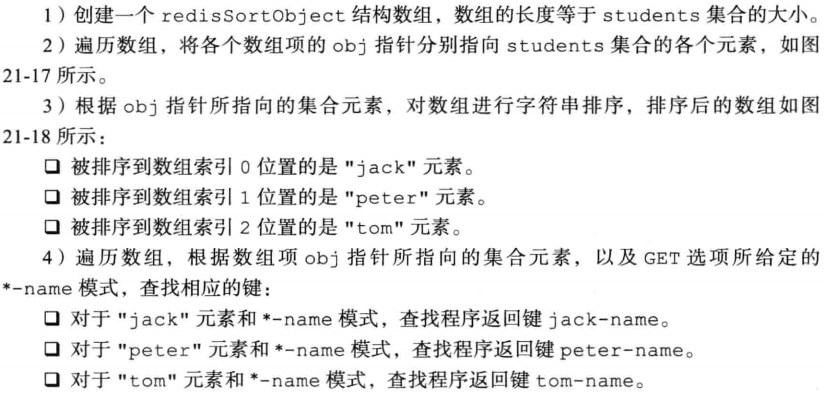 1）创建一个 redisSortObject 结构数组，数组的长度等于 students 集合的大小。
2）遍历数组，将各个数组项的 obj 指针分别指向 students 集合的各个元素，如图
21-17 所示。
3）根据 obj 指针所指向的集合元素，对数组进行字符串排序，排序后的数组如图
21-18 所示：
❑ 被排序到数组索引 0 位置的是 "jack" 元素。
❑ 被排序到数组索引 1 位置的是 "peter" 元素。
❑ 被排序到数组索引 2 位置的是 "tom" 元素。
4）遍历数组，根据数组项 obj 指针所指向的集合元素，以及 GET 选项所给定的
*-name 模式，查找相应的键：
❑ 对于 "jack" 元素和 *-name 模式，查找程序返回键 jack-name。
❑ 对于 "peter" 元素和 *-name 模式，查找程序返回键 peter-name。
❑ 对于 "tom" 元素和 *-name 模式，查找程序返回键 tom-name。